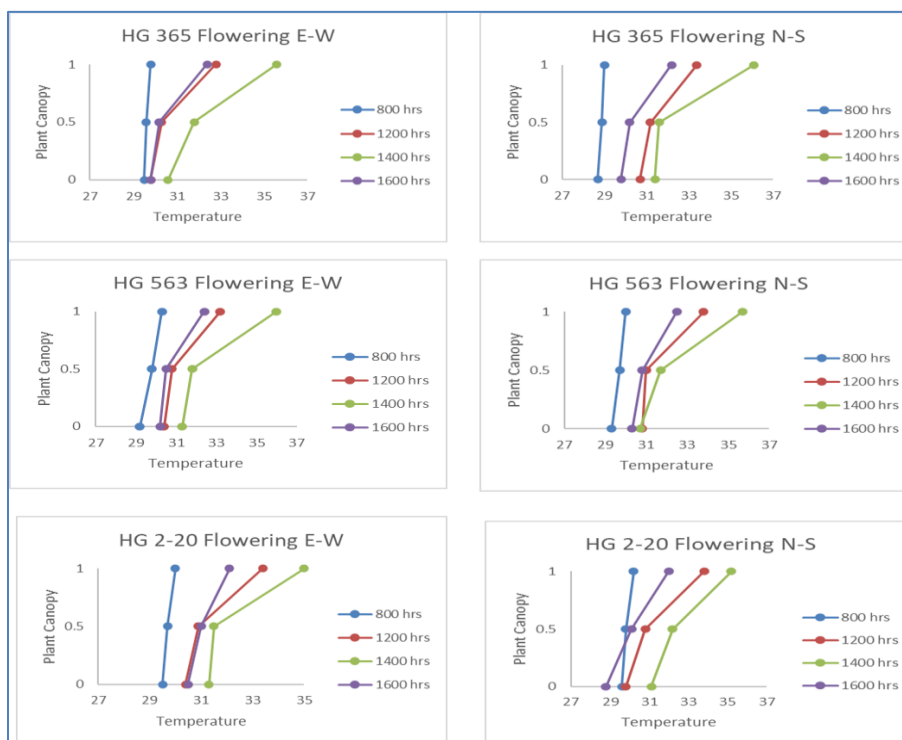 HG 365 Flowering E-W
1
0.5
0
Plant Canopy
27 29 31 33 35 37
Temperature
800 hrs
1200 hrs
1400 hrs
1600 hrs
HG 365 Flowering N-S
1
0.5
0
Plant Canopy
27 29 31 33 35 37
Temperature
800 hrs
1200 hrs
1400 hrs
1600 hrs
HG 563 Flowering E-W
1
0.5
0
Plant Canopy
27 29 31 33 35 37
Temperature
800 hrs
1200 hrs
1400 hrs
1600 hrs
HG 563 Flowering N-S
1
0.5
0
Plant Canopy
27 29 31 33 35 37
Temperature
800 hrs
1200 hrs
1400 hrs
1600 hrs
HG 2-20 Flowering E-W
1
0.5
0
Plant Canopy
27 29 31 33 35
Temperature
800 hrs
1200 hrs
1400 hrs
1600 hrs
HG 2-20 Flowering N-S
1
0.5
0
Plant Canopy
27 29 31 33 35 37
Temperature
800 hrs
1200 hrs
1400 hrs
1600 hrs